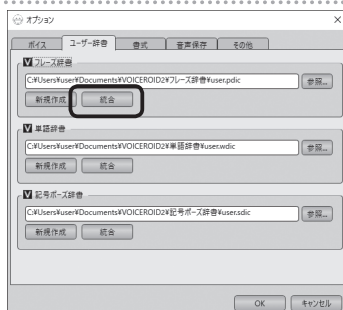 オプション
ボイス ユーザー辞書 書式 音声保存 その他
フレーズ辞書
C:¥Users¥user¥Documents¥VOICEROID2¥フレーズ辞書¥user.pdic 参照...
新規作成 統合
単語辞書
C:¥Users¥user¥Documents¥VOICEROID2¥単語辞書¥user.wdic 参照...
新規作成 統合
記号ポーズ辞書
C:¥Users¥user¥Documents¥VOICEROID2¥記号ポーズ辞書¥user.sdic 参照...
新規作成 統合
OK キャンセル